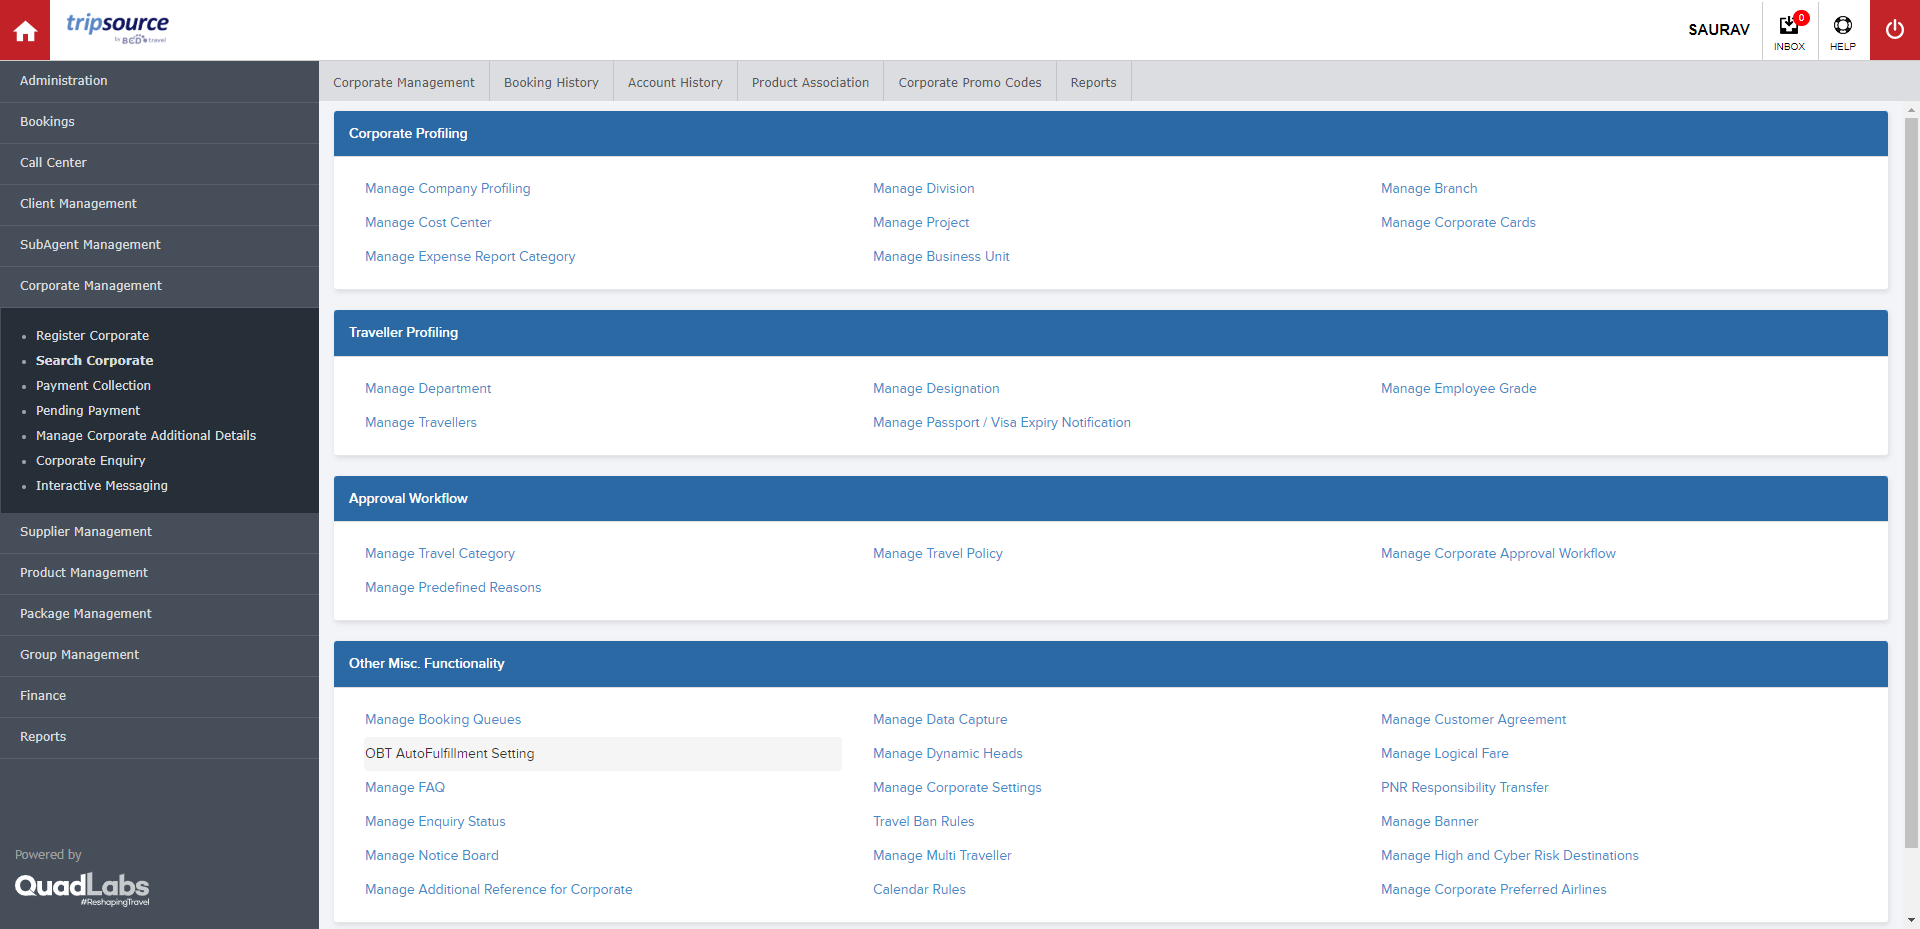 tripsource
by BCD travel
SAURAV
0
INBOX
HELP
Administration
Bookings
Call Center
Client Management
SubAgent Management
Corporate Management
Register Corporate
Search Corporate
Payment Collection
Pending Payment
Manage Corporate Additional Details
Corporate Enquiry
Interactive Messaging
Supplier Management
Product Management
Package Management
Group Management
Finance
Reports
Powered by
QuadLabs
#ReshapingTravel
Corporate Management Booking History Account History Product Association Corporate Promo Codes Reports
Corporate Profiling
Manage Company Profiling Manage Division Manage Branch
Manage Cost Center Manage Project Manage Corporate Cards
Manage Expense Report Category Manage Business Unit
Traveller Profiling
Manage Department Manage Designation Manage Employee Grade
Manage Travellers Manage Passport / Visa Expiry Notification
Approval Workflow
Manage Travel Category Manage Travel Policy Manage Corporate Approval Workflow
Manage Predefined Reasons
Other Misc. Functionality
Manage Booking Queues Manage Data Capture Manage Customer Agreement
OBT AutoFulfillment Setting Manage Dynamic Heads Manage Logical Fare
Manage FAQ Manage Corporate Settings PNR Responsibility Transfer
Manage Enquiry Status Travel Ban Rules Manage Banner
Manage Notice Board Manage Multi Traveller Manage High and Cyber Risk Destinations
Manage Additional Reference for Corporate Calendar Rules Manage Corporate Preferred Airlines